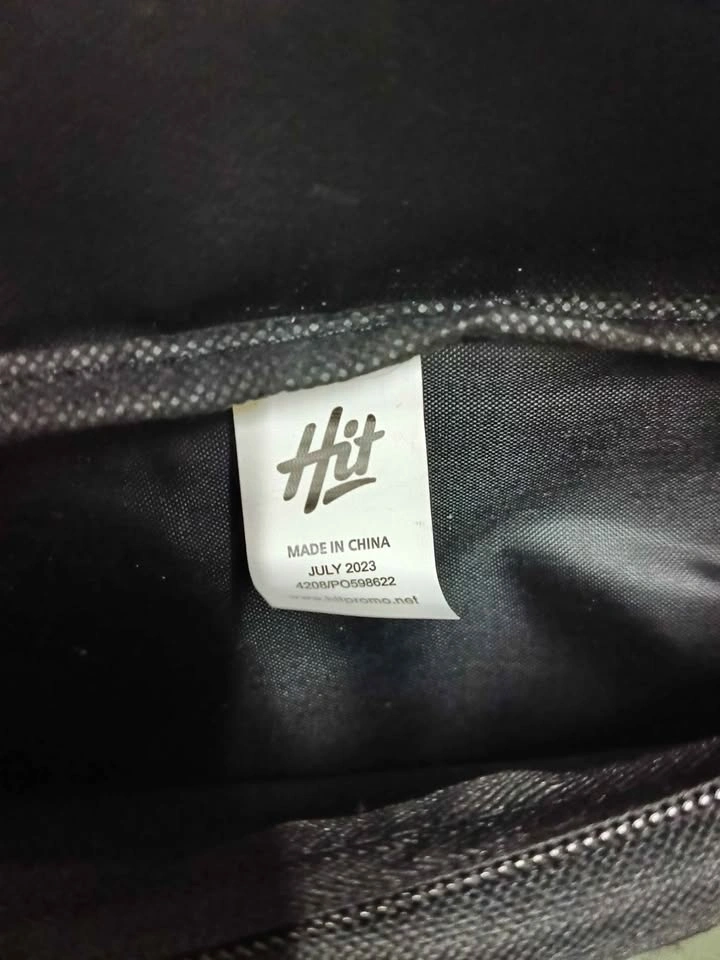 Hit
MADE IN CHINA
JULY 2023
4208/PO598622
www.hitpromo.net